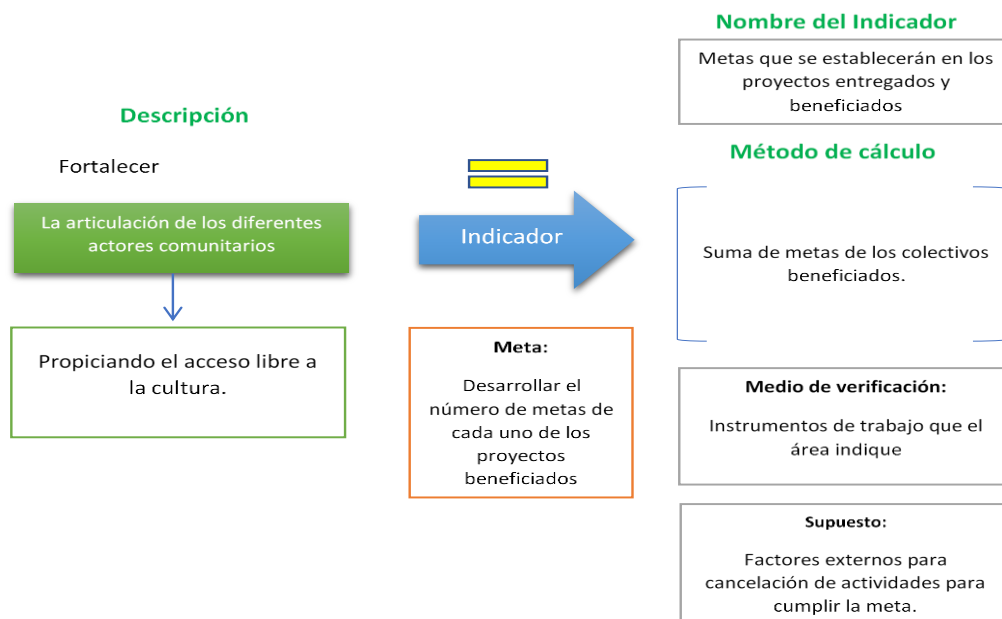 Descripción
Fortalecer
La articulación de los diferentes
actores comunitarios
Propiciando el acceso libre a
la cultura.
Indicador
Meta:
Desarrollar el
número de metas de
cada uno de los
proyectos
beneficiados
Nombre del Indicador
Metas que se establecerán en los
proyectos entregados y
beneficiados
Método de cálculo
Suma de metas de los colectivos
beneficiados.
Medio de verificación:
Instrumentos de trabajo que el
área indique
Supuesto:
Factores externos para
cancelación de actividades para
cumplir la meta.